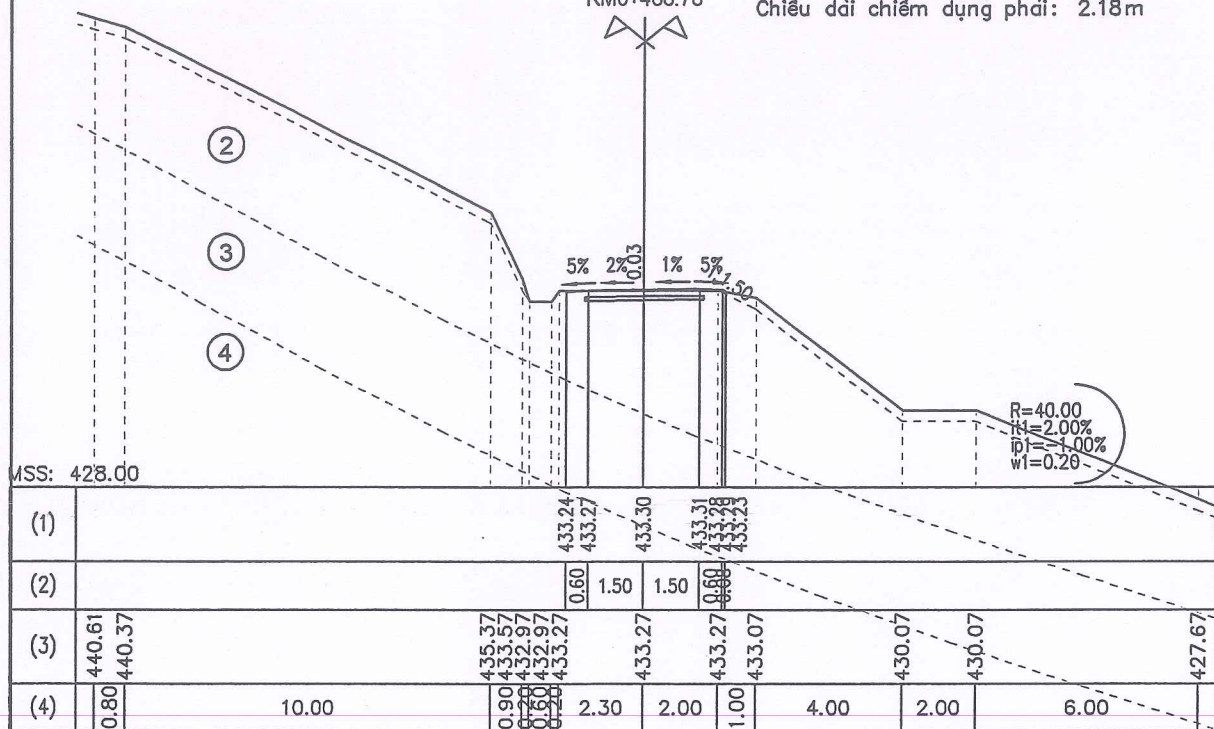 Chiều dài chiếm dụng phải: 2.18m
2
3
4
5% 2% 0.03 1% 5%
1:1.50
R=40.00
it1=2.00%
ip1=-1.00%
w1=0.20
MSS: 428.00
(1) 433.24 433.27 433.30 433.31 433.28 433.29 433.23
(2) 0.60 1.50 1.50 0.60
(3) 440.61 440.37 435.37 433.57 432.97 432.97 433.27 433.27 433.27 433.07 430.07 430.07 427.67
(4) 0.80 10.00 0.90 0.20 0.60 0.20 2.30 2.00 1.00 4.00 2.00 6.00